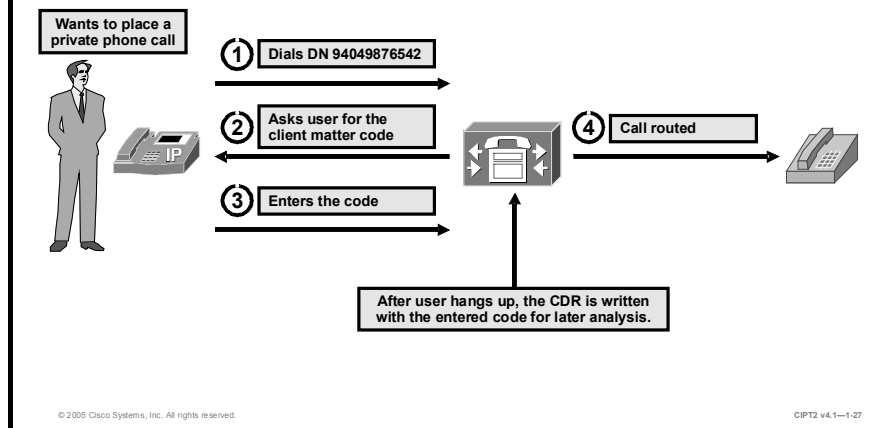 Wants to place a
private phone call
1
Dials DN 94049876542
2
Asks user for the
client matter code
IP
4
Call routed
3
Enters the code
After user hangs up, the CDR is written
with the entered code for later analysis.
© 2005 Cisco Systems, Inc. All rights reserved.
CIPT2 v4.1—1-27